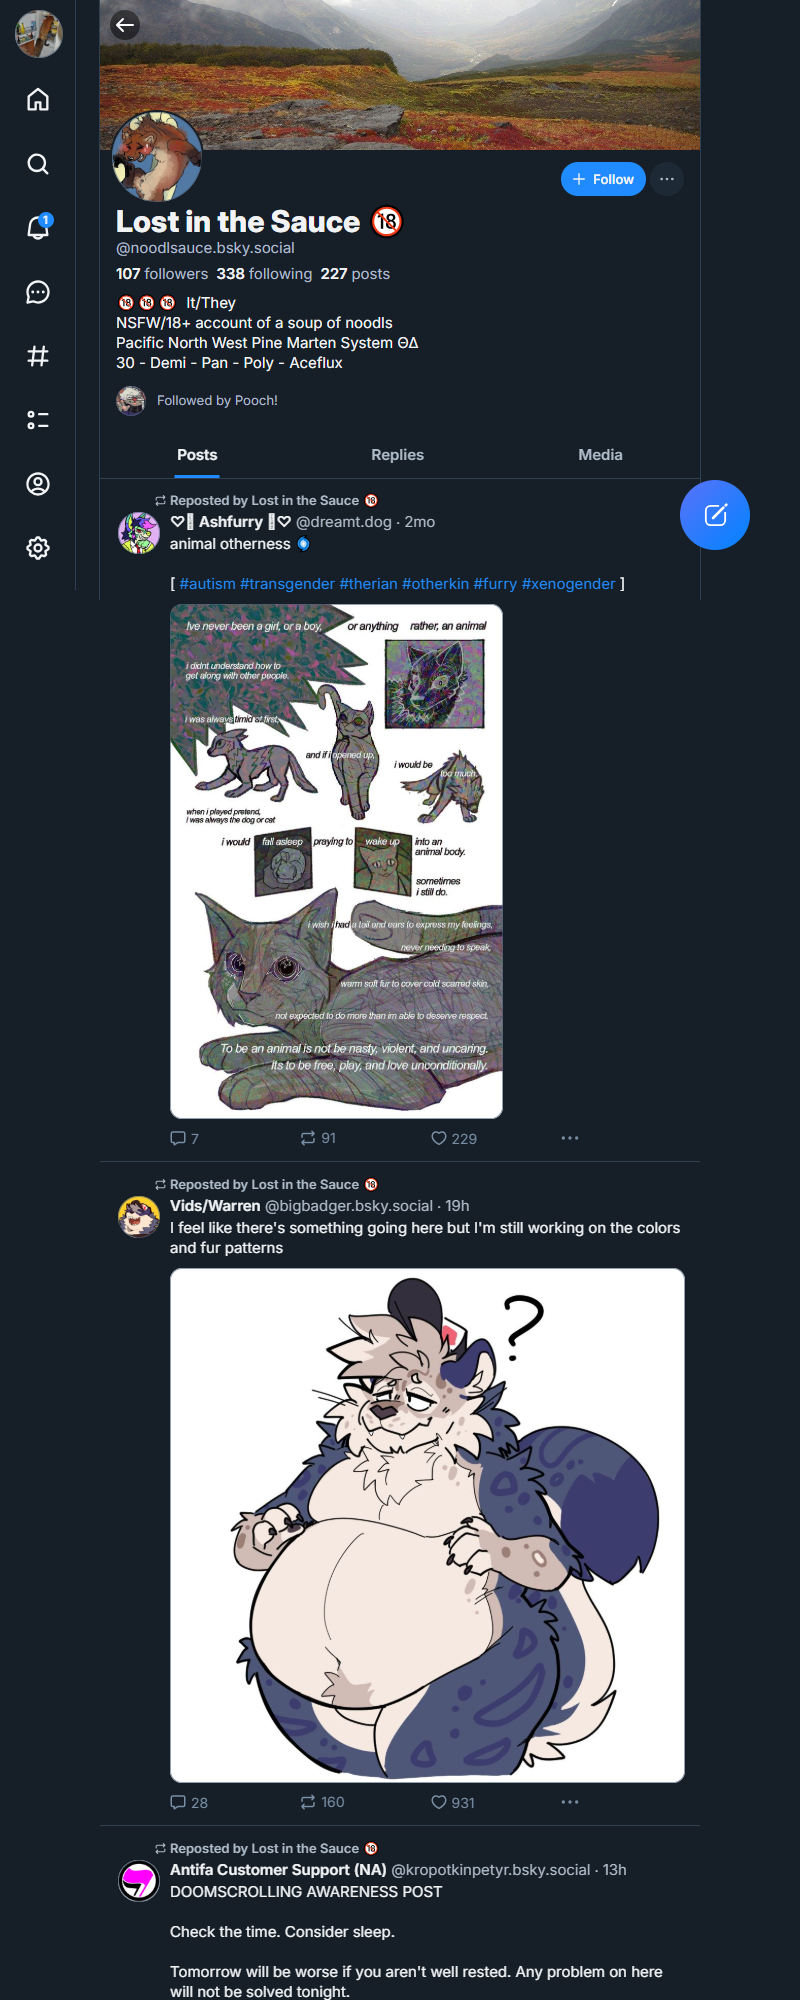 1
Follow
Lost in the Sauce 🔞
@noodlsauce.bsky.social
107 followers 338 following 227 posts
🔞 🔞 🔞 It/They
NSFW/18+ account of a soup of noodls
Pacific North West Pine Marten System ΘΔ
30 - Demi - Pan - Poly - Aceflux
Followed by Pooch!
Posts Replies Media
Reposted by Lost in the Sauce 🔞
♡ Ashfurry ♡ @dreamt.dog · 2mo
animal otherness
[ #autism #transgender #therian #otherkin #furry #xenogender ]
Ive never been a girl, or a boy, or anything rather, an animal
i didnt understand how to
get along with other people.
i was always timid at first,
and if i opened up,
i would be too much.
when i played pretend,
i was always the dog or cat
i would fall asleep praying to wake up into an
animal body.
sometimes
i still do.
i wish i had a tail and ears to express my feelings,
never needing to speak,
warm soft fur to cover cold scarred skin,
not expected to do more than im able to deserve respect.
To be an animal is not be nasty, violent, and uncaring.
Its to be free, play, and love unconditionally.
7 91 229
Reposted by Lost in the Sauce 🔞
Vids/Warren @bigbadger.bsky.social · 19h
I feel like there's something going here but I'm still working on the colors
and fur patterns
?
28 160 931
Reposted by Lost in the Sauce 🔞
Antifa Customer Support (NA) @kropotkinpetyr.bsky.social · 13h
DOOMSCROLLING AWARENESS POST
Check the time. Consider sleep.
Tomorrow will be worse if you aren't well rested. Any problem on here
will not be solved tonight.